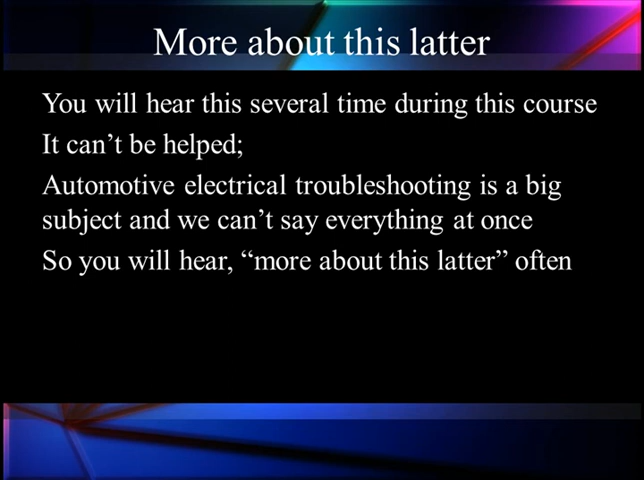 More about this latter
You will hear this several time during this course
It can’t be helped;
Automotive electrical troubleshooting is a big
subject and we can’t say everything at once
So you will hear, “more about this latter” often